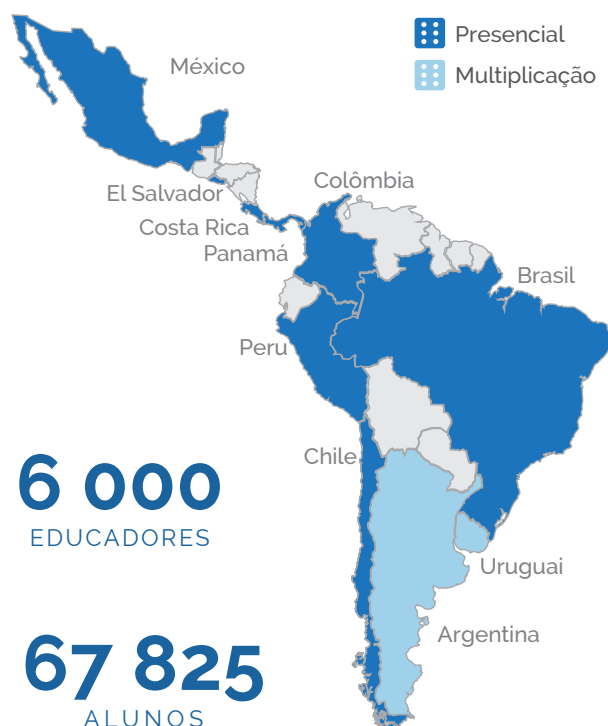 Presencial
Multiplicação
México
El Salvador
Colômbia
Costa Rica
Panamá
Brasil
Peru
Chile
6 000
EDUCADORES
Uruguai
Argentina
67 825
ALUNOS